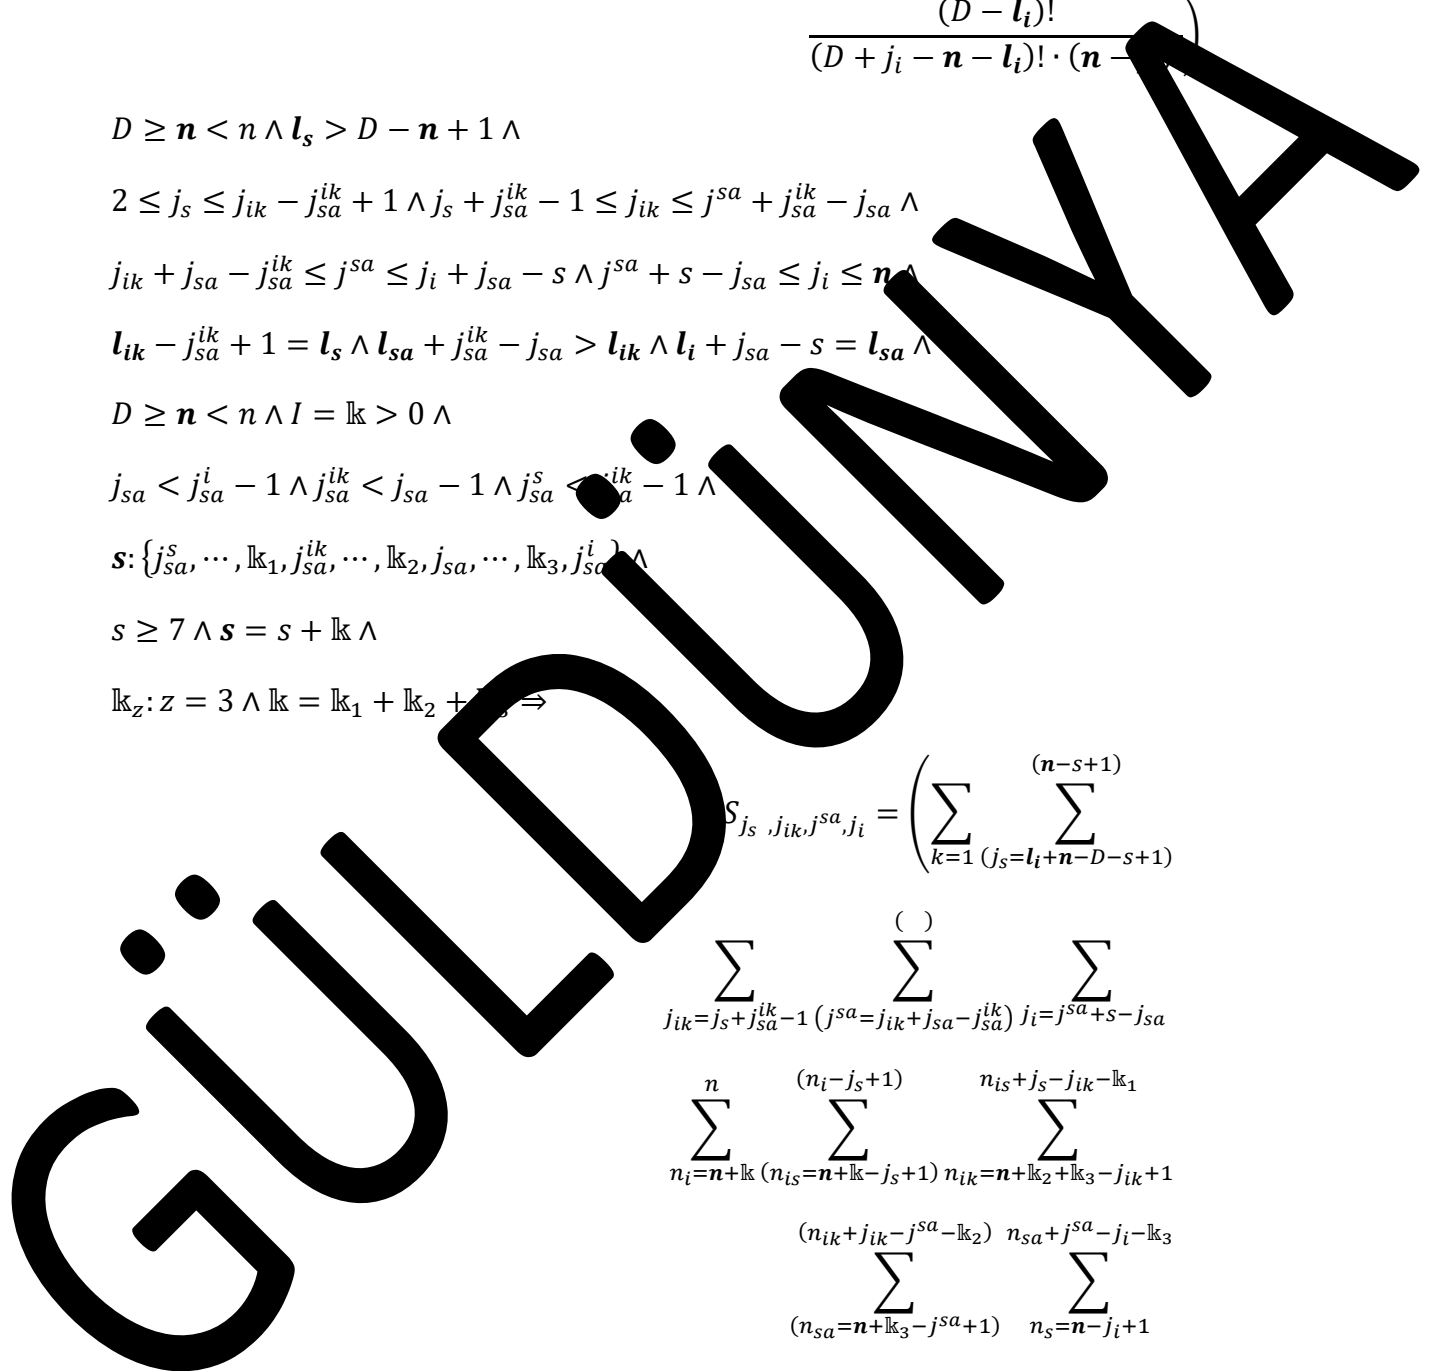 (D − l_i)!
(D + j_i − n − l_i)! · (n −
D ≥ n < n ∧ l_s > D − n + 1 ∧
2 ≤ j_s ≤ j_ik − j_sa^ik + 1 ∧ j_s + j_sa^ik − 1 ≤ j_ik ≤ j^sa + j_sa^ik − j_sa ∧
j_ik + j_sa − j_sa^ik ≤ j^sa ≤ j_i + j_sa − s ∧ j^sa + s − j_sa ≤ j_i ≤ n ∧
l_ik − j_sa^ik + 1 = l_s ∧ l_sa + j_sa^ik − j_sa > l_ik ∧ l_i + j_sa − s = l_sa ∧
D ≥ n < n ∧ I = 𝕜 > 0 ∧
j_sa < j_sa^i − 1 ∧ j_sa^ik < j_sa − 1 ∧ j_sa^s < j_sa^ik − 1 ∧
s: {j_sa^s, ⋯, 𝕜_1, j_sa^ik, ⋯, 𝕜_2, j_sa, ⋯, 𝕜_3, j_sa^i} ∧
s ≥ 7 ∧ s = s + 𝕜 ∧
𝕜_z: z = 3 ∧ 𝕜 = 𝕜_1 + 𝕜_2 + 𝕜_3 ⇒
(n−s+1)
S_{j_s ,j_ik,j^sa,j_i} = ( ∑ ∑
k=1 (j_s=l_i+n−D−s+1)
( )
∑ ∑ ∑
j_ik=j_s+j_sa^ik−1 (j^sa=j_ik+j_sa−j_sa^ik) j_i=j^sa+s−j_sa
n (n_i−j_s+1) n_is+j_s−j_ik−𝕜_1
∑ ∑ ∑
n_i=n+𝕜 (n_is=n+𝕜−j_s+1) n_ik=n+𝕜_2+𝕜_3−j_ik+1
(n_ik+j_ik−j^sa−𝕜_2) n_sa+j^sa−j_i−𝕜_3
∑ ∑
(n_sa=n+𝕜_3−j^sa+1) n_s=n−j_i+1
GÜLDÜNYA